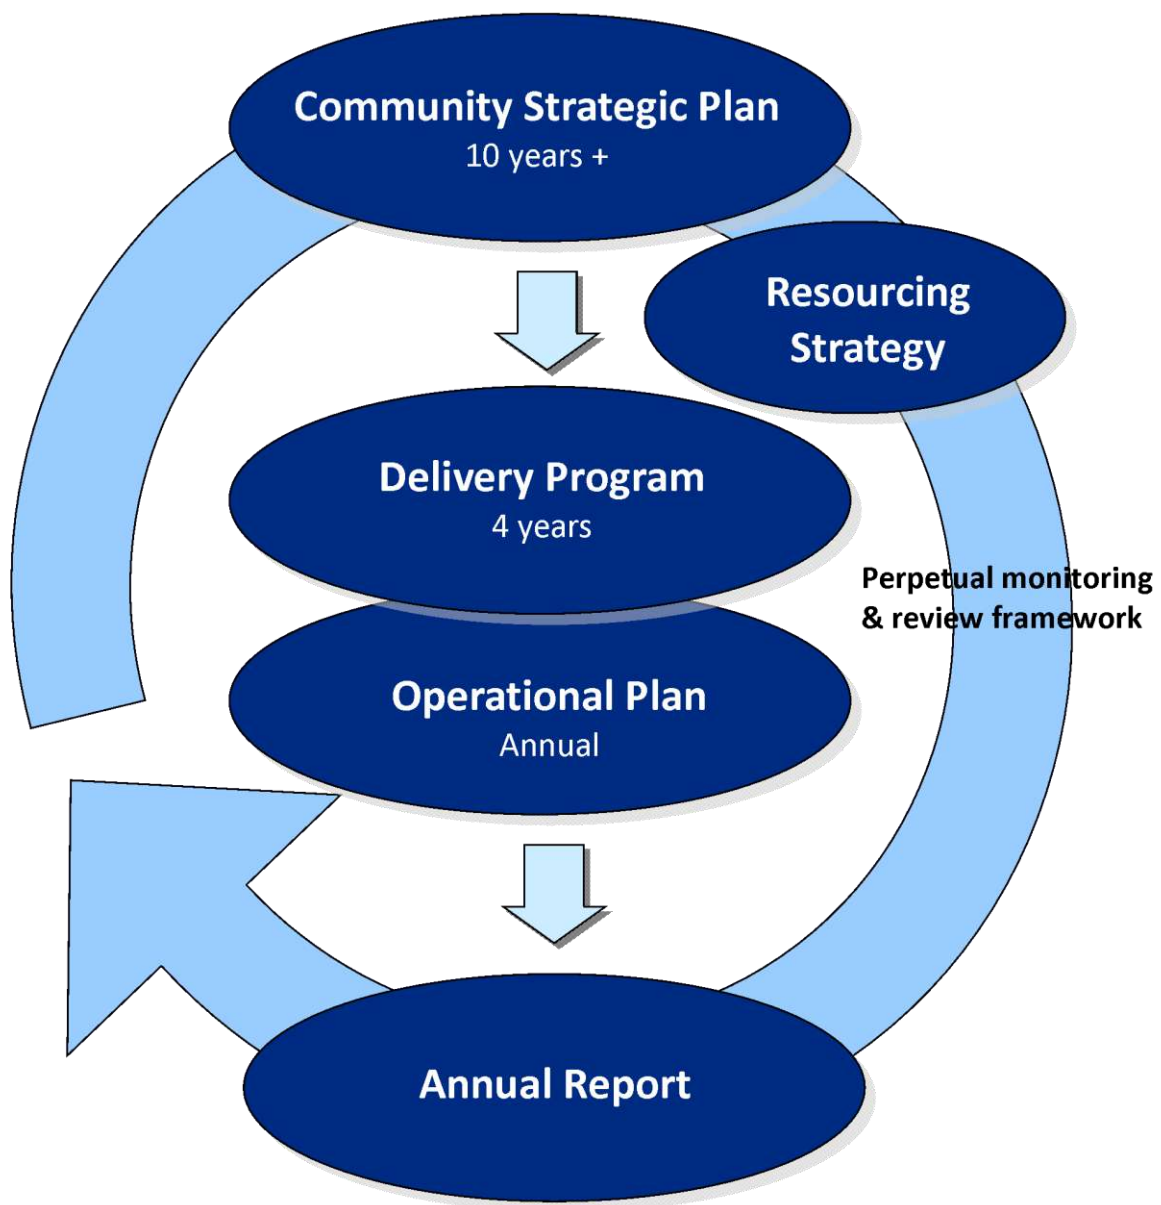 Community Strategic Plan
10 years +
Resourcing
Strategy
Delivery Program
4 years
Perpetual monitoring
& review framework
Operational Plan
Annual
Annual Report